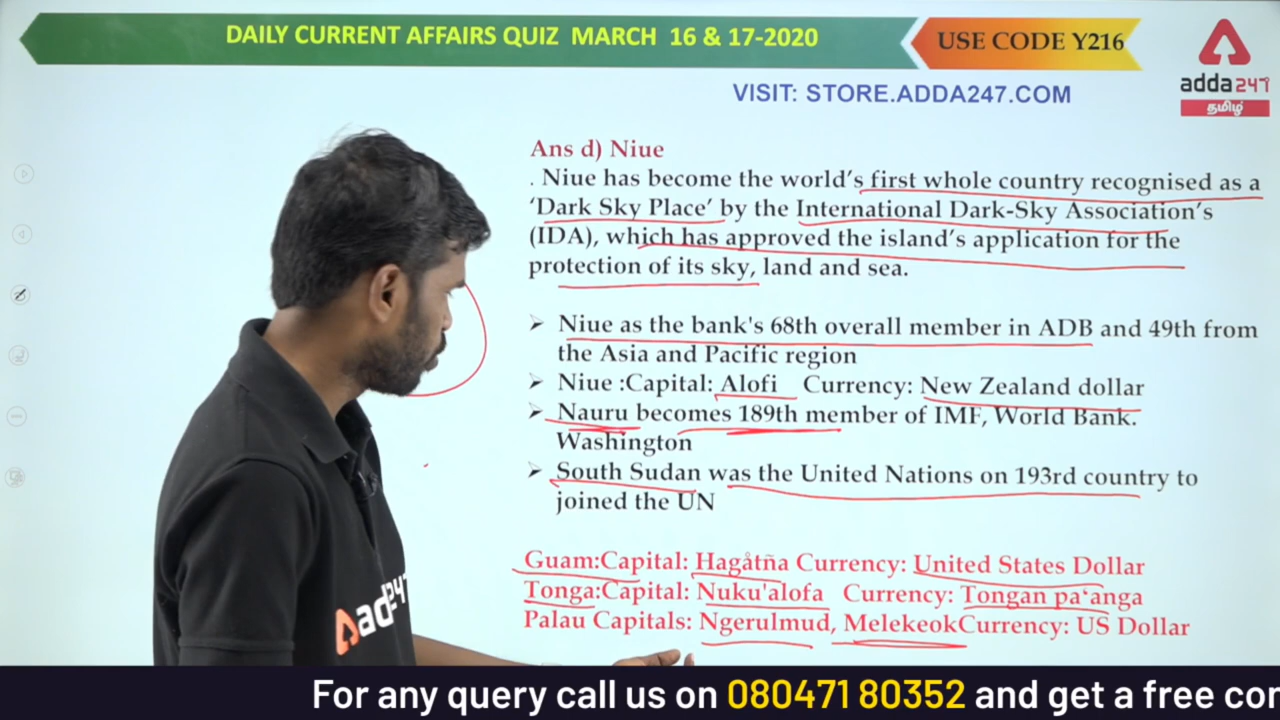 DAILY CURRENT AFFAIRS QUIZ MARCH 16 & 17-2020
USE CODE Y216
adda247
தமிழ்
VISIT: STORE.ADDA247.COM
Ans d) Niue
. Niue has become the world's first whole country recognised as a
'Dark Sky Place' by the International Dark-Sky Association's
(IDA), which has approved the island's application for the
protection of its sky, land and sea.
➢ Niue as the bank's 68th overall member in ADB and 49th from
the Asia and Pacific region
➢ Niue :Capital: Alofi Currency: New Zealand dollar
➢ Nauru becomes 189th member of IMF, World Bank.
Washington
➢ South Sudan was the United Nations on 193rd country to
joined the UN
Guam:Capital: Hagåtña Currency: United States Dollar
Tonga:Capital: Nuku'alofa Currency: Tongan paʻanga
Palau Capitals: Ngerulmud, MelekeokCurrency: US Dollar
Add247
For any query call us on 080471 80352 and get a free con